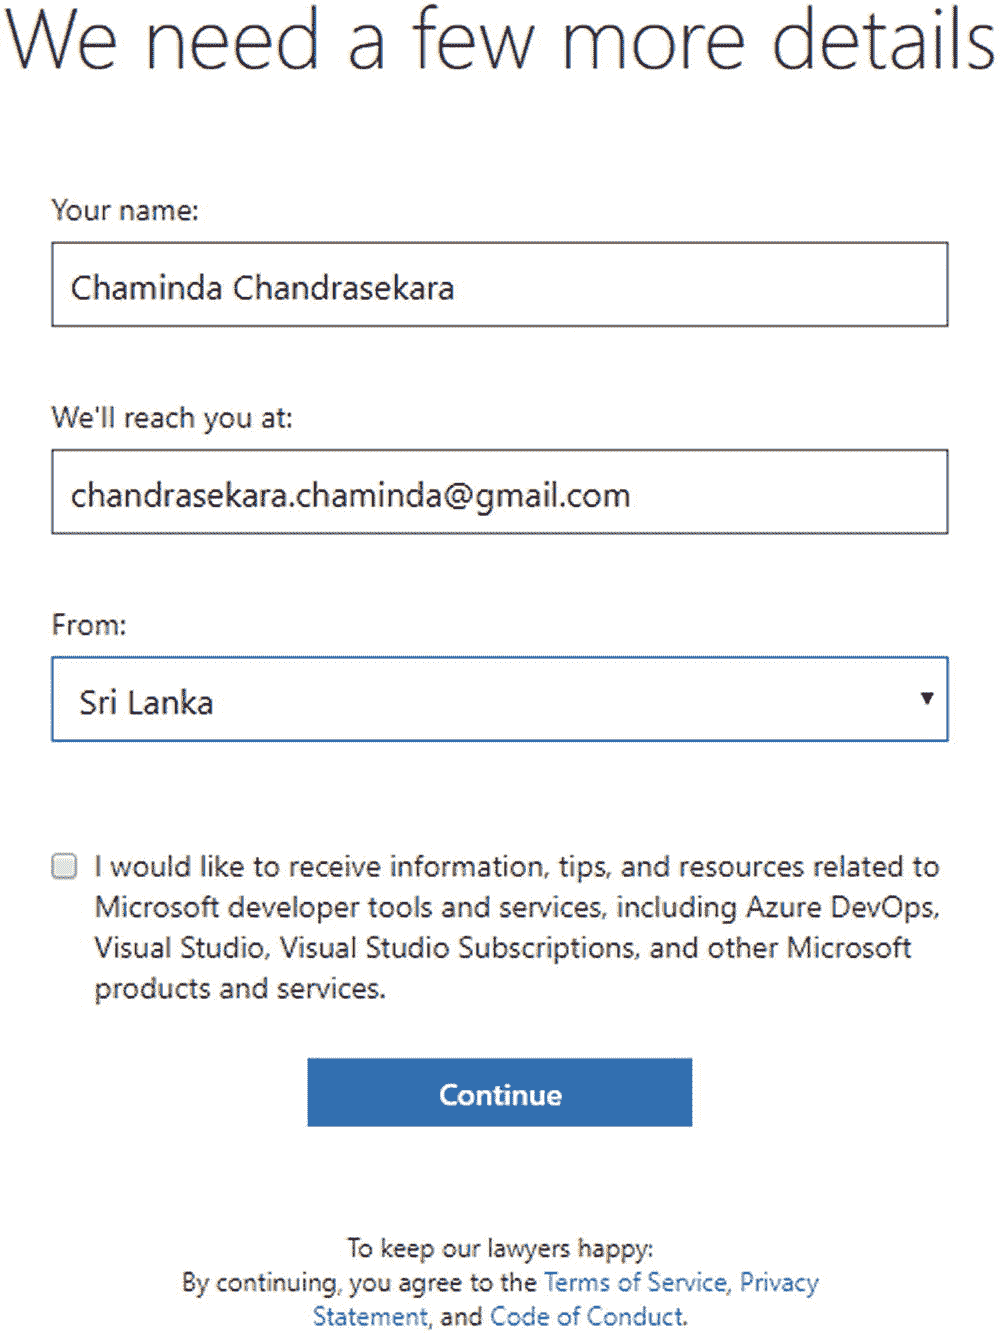 We need a few more details
Your name:
Chaminda Chandrasekara
We'll reach you at:
chandrasekara.chaminda@gmail.com
From:
Sri Lanka
I would like to receive information, tips, and resources related to
Microsoft developer tools and services, including Azure DevOps,
Visual Studio, Visual Studio Subscriptions, and other Microsoft
products and services.
Continue
To keep our lawyers happy:
By continuing, you agree to the Terms of Service, Privacy
Statement, and Code of Conduct.